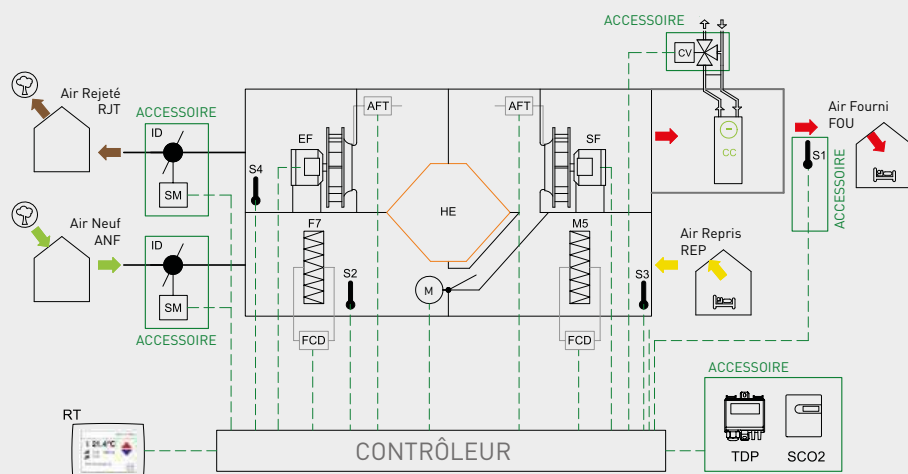 ACCESSOIRE
CV
Air Rejeté
RJT
ACCESSOIRE
ID
SM
S4
EF
AFT
AFT
SF
CC
Air Fourni
FOU
S1
ACCESSOIRE
HE
Air Neuf
ANF
ID
SM
ACCESSOIRE
F7
S2
FCD
M
M5
FCD
S3
Air Repris
REP
ACCESSOIRE
TDP
SCO2
RT
21.4°C
CONTRÔLEUR